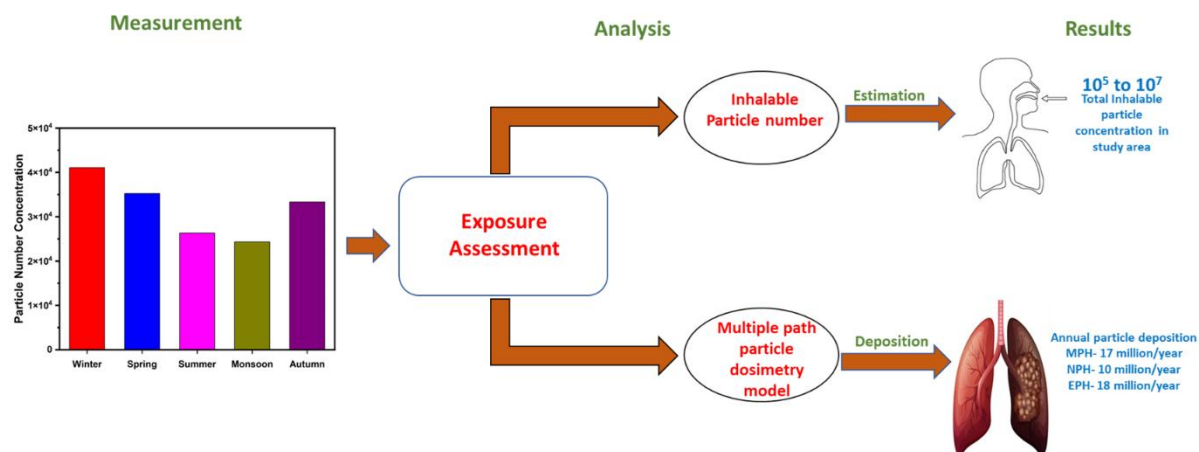 Measurement
Analysis
Results
Particle Number Concentration
5×10⁴
4×10⁴
3×10⁴
2×10⁴
1×10⁴
0
Winter
Spring
Summer
Monsoon
Autumn
Exposure
Assessment
Inhalable
Particle number
Estimation
10⁵ to 10⁷
Total Inhalable
particle
concentration in
study area
Multiple path
particle
dosimetry
model
Deposition
Annual particle deposition
MPH- 17 million/year
NPH- 10 million/year
EPH- 18 million/year